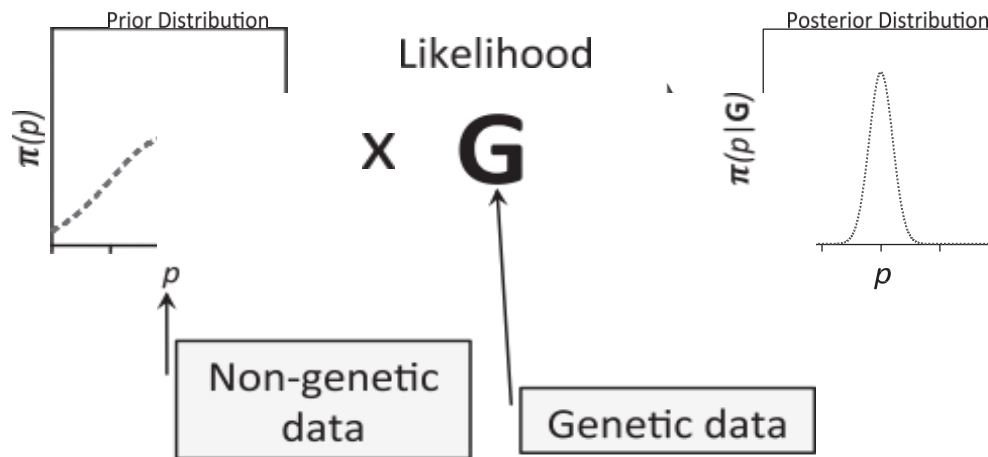 Prior Distribution
Likelihood
Posterior Distribution
π(p)
x
G
π(p|G)
p
p
Non-genetic
data
Genetic data